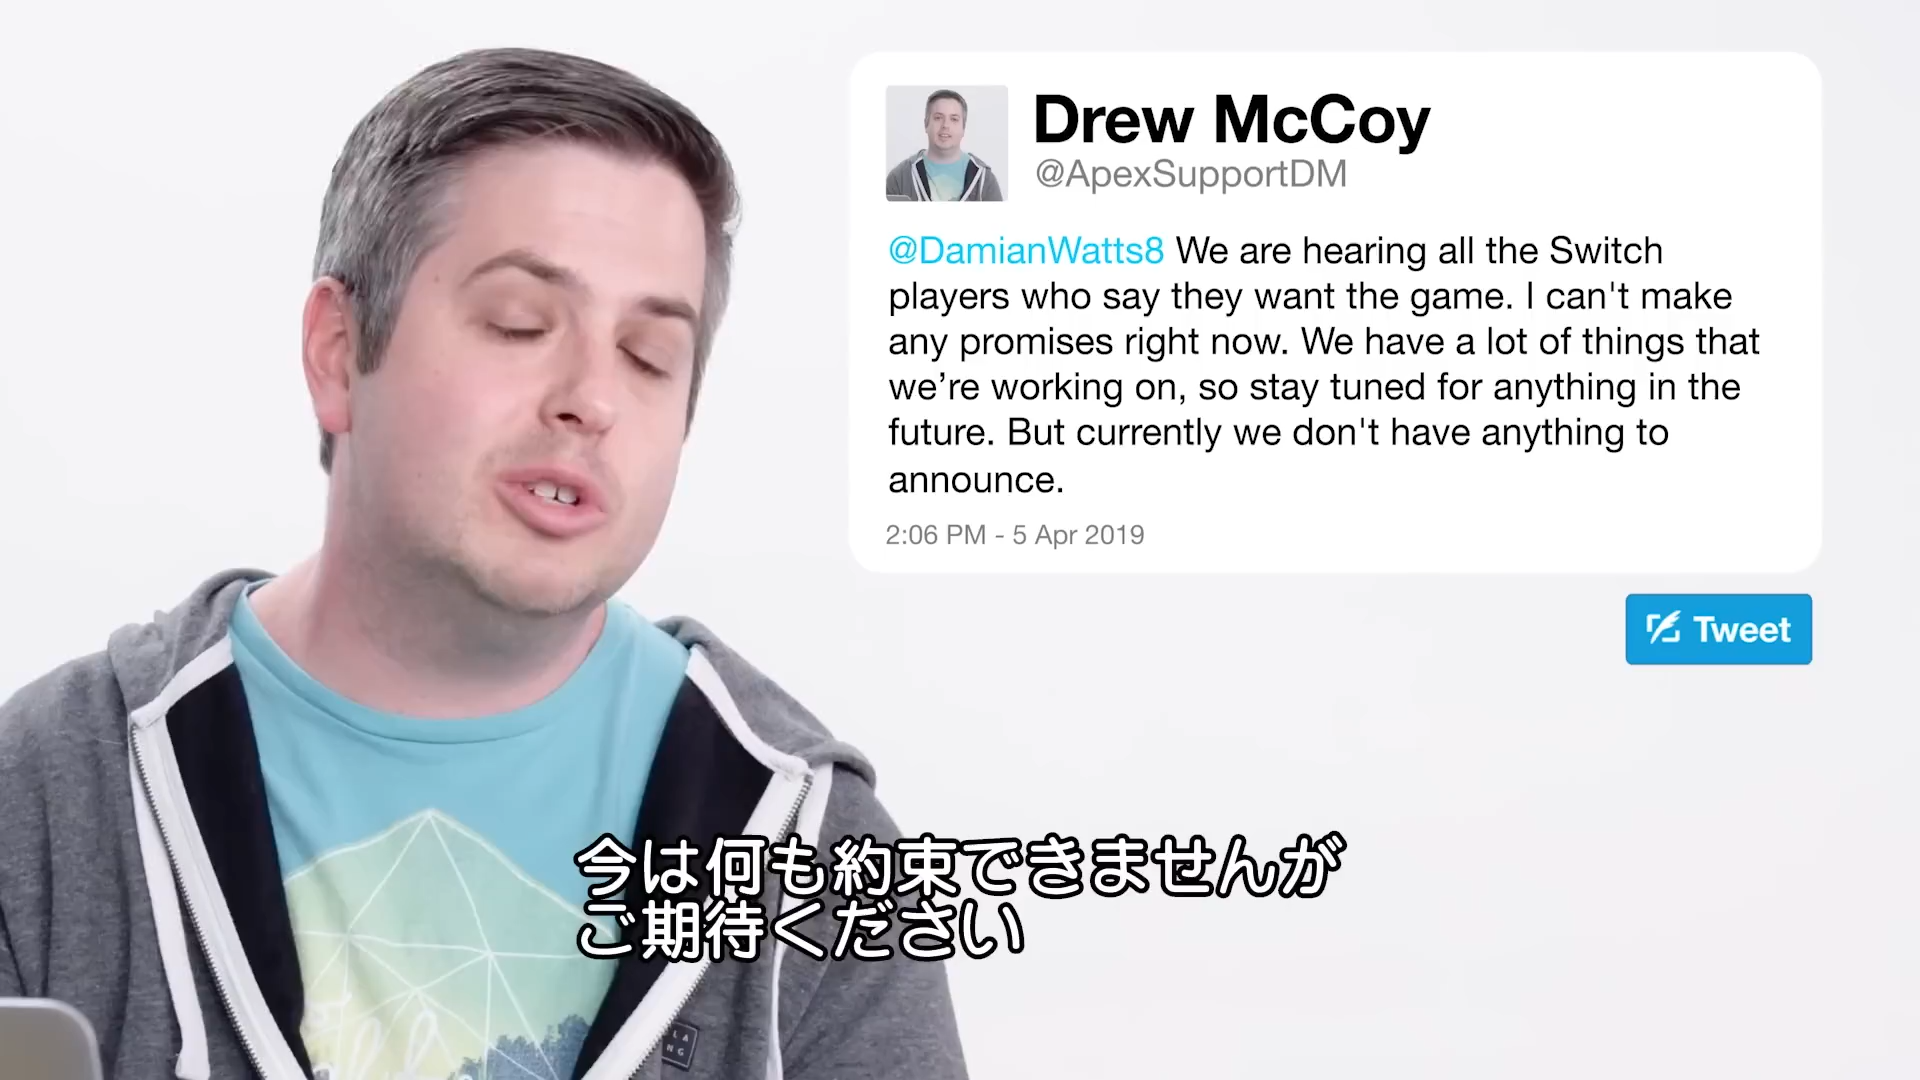 Drew McCoy
@ApexSupportDM
@DamianWatts8 We are hearing all the Switch
players who say they want the game. I can't make
any promises right now. We have a lot of things that
we’re working on, so stay tuned for anything in the
future. But currently we don't have anything to
announce.
2:06 PM - 5 Apr 2019
Tweet
今は何も約束できませんが
ご期待ください